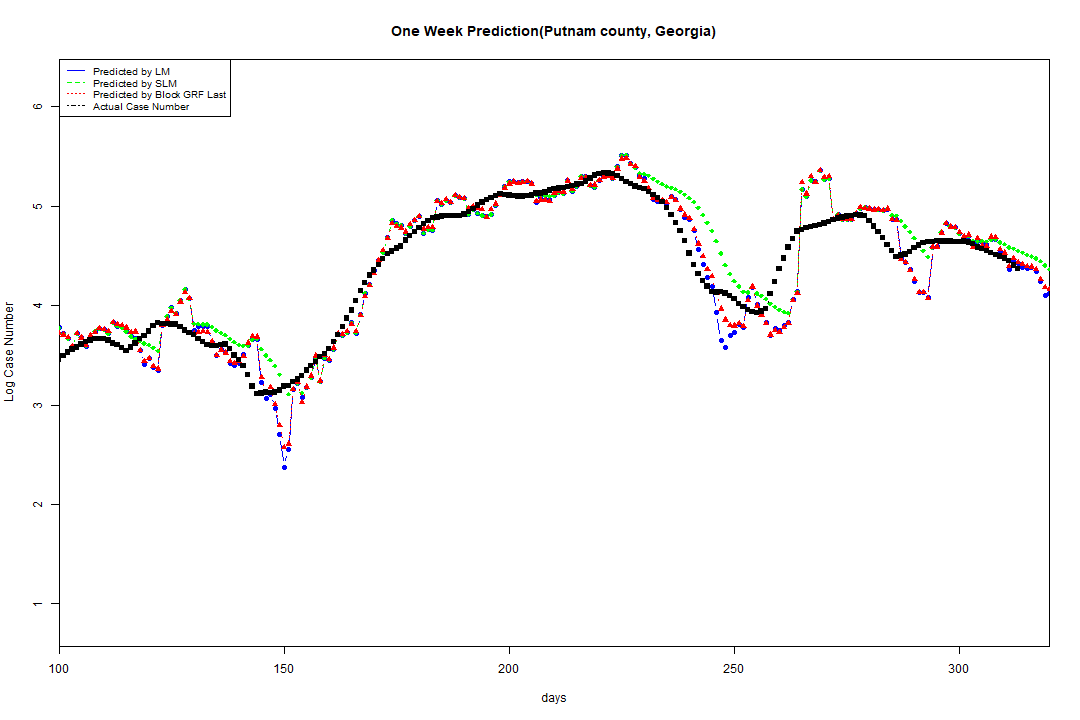 One Week Prediction(Putnam county, Georgia)
Predicted by LM
Predicted by SLM
Predicted by Block GRF Last
Actual Case Number
6
5
4
3
2
1
Log Case Number
100 150 200 250 300
days